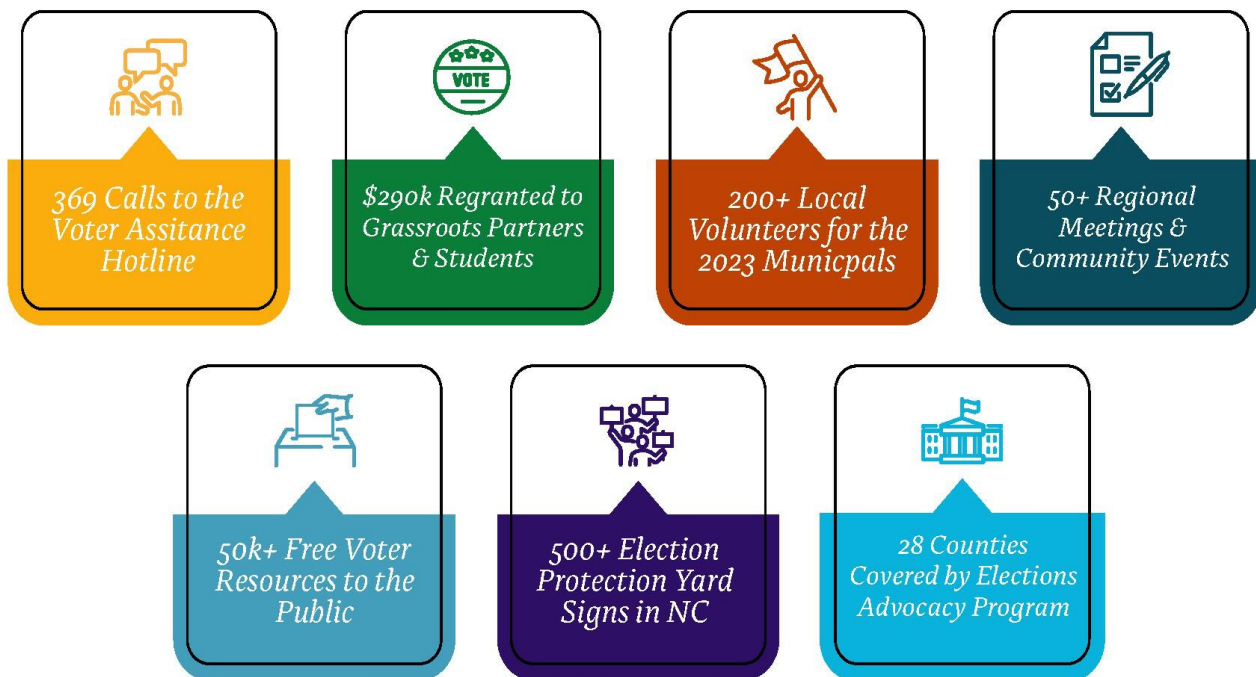 VOTE
369 Calls to the
Voter Assitance
Hotline
$290k Regranted to
Grassroots Partners
& Students
200+ Local
Volunteers for the
2023 Municpals
50+ Regional
Meetings &
Community Events
50k+ Free Voter
Resources to the
Public
500+ Election
Protection Yard
Signs in NC
28 Counties
Covered by Elections
Advocacy Program